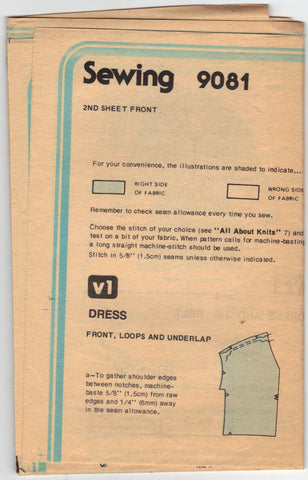 Sewing 9081
2ND SHEET FRONT
For your convenience, the illustrations are shaded to indicate...
RIGHT SIDE
OF FABRIC
WRONG SIDE
OF FABRIC
Remember to check seam allowance every time you sew.
Choose the stitch of your choice (see "All About Knits" 7) and
test on a bit of your fabric. When pattern calls for machine-basting
a long straight machine-stitch should be used.
Stitch in 5/8" (1.5cm) seams unless otherwise indicated.
v1
DRESS
FRONT, LOOPS AND UNDERLAP
a—To gather shoulder edges
between notches, machine-
baste 5/8" (1.5cm) from raw
edges and 1/4" (6mm) away
in the seam allowance.